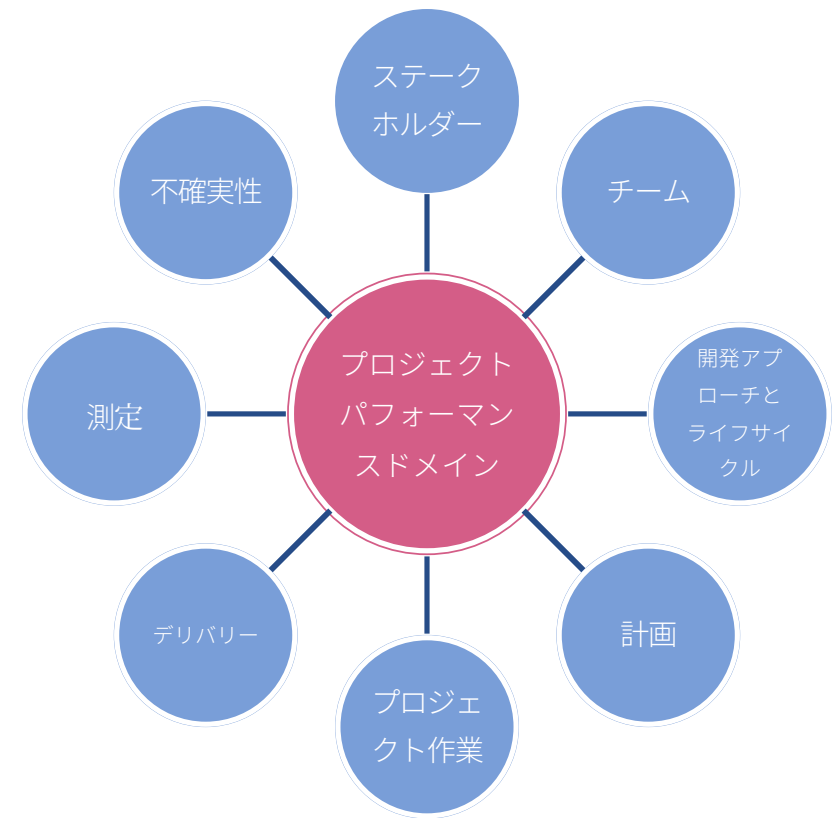 ステーク
ホルダー
チーム
開発アプ
ローチと
ライフサイ
クル
計画
プロジェ
クト作業
デリバリー
測定
不確実性
プロジェクト
パフォーマン
スドメイン